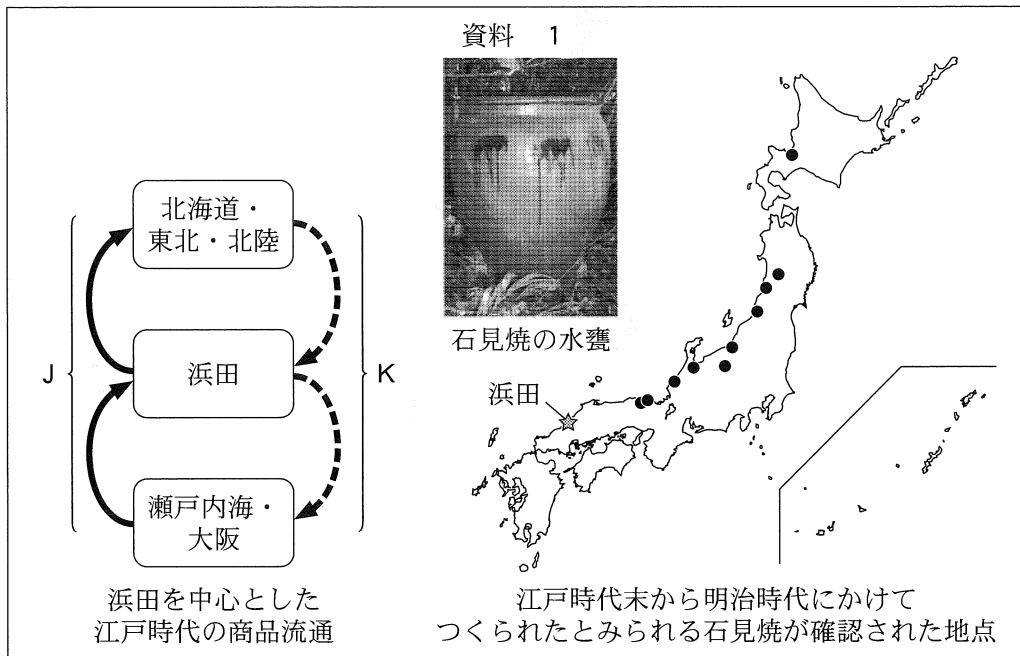 資料 1
石見焼の水甕
北海道・
東北・北陸
浜田
瀬戸内海・
大阪
J
K
浜田を中心とした
江戸時代の商品流通
浜田
江戸時代末から明治時代にかけて
つくられたとみられる石見焼が確認された地点